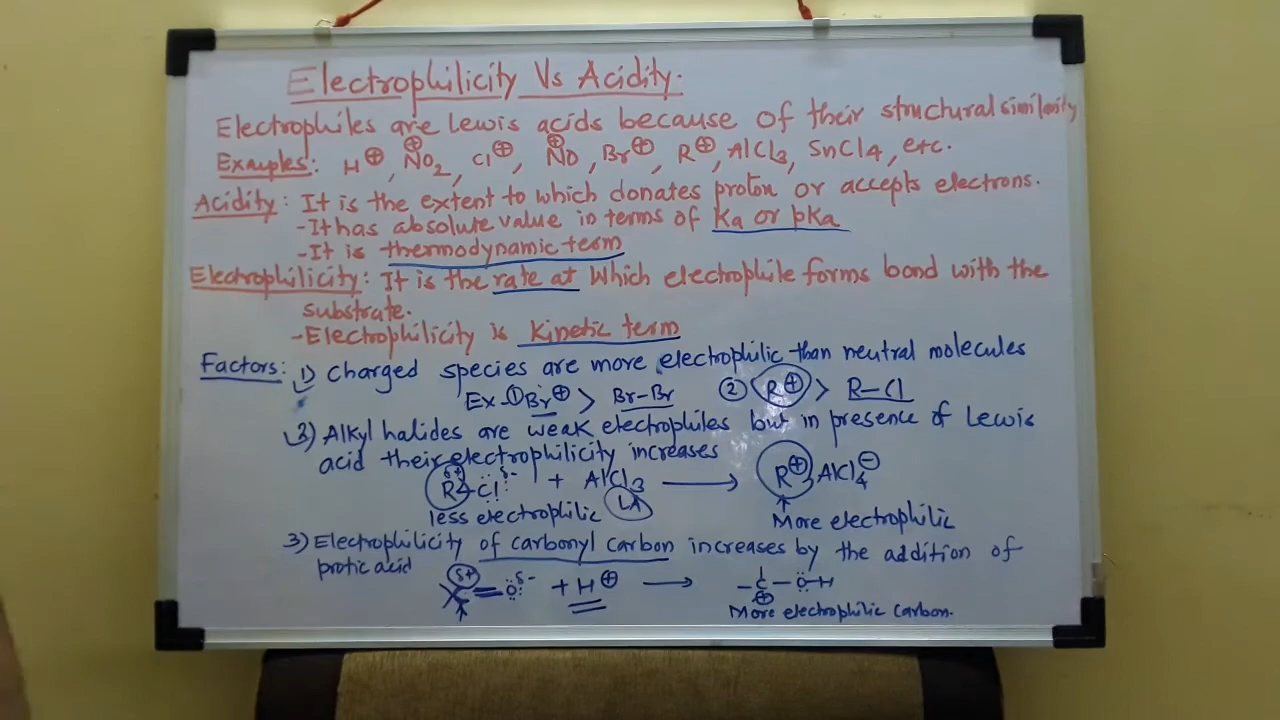 Electrophilicity Vs Acidity.
Electrophiles are Lewis acids because of their structural similarity
Examples: H⊕, N⊕O2, Cl⊕, N⊕O, Br⊕, R⊕, AlCl3, SnCl4, etc.
Acidity: It is the extent to which donates proton or accepts electrons.
- It has absolute value in terms of Ka or pKa
- It is thermodynamic term
Electrophilicity: It is the rate at which electrophile forms bond with the
substrate.
- Electrophilicity is kinetic term
Factors: 1) Charged species are more electrophilic than neutral molecules
Ex-① Br⊕ > Br-Br ② R⊕ > R-Cl
2) Alkyl halides are weak electrophiles but in presence of Lewis
acid their electrophilicity increases
δ+ δ-
R-Cl + AlCl3 → R⊕ AlCl4⊖
LA
less electrophilic More electrophilic
3) Electrophilicity of carbonyl carbon increases by the addition of
protic acid
δ+ δ-
C=O + H⊕ → -C-O-H
⊕
More electrophilic carbon.